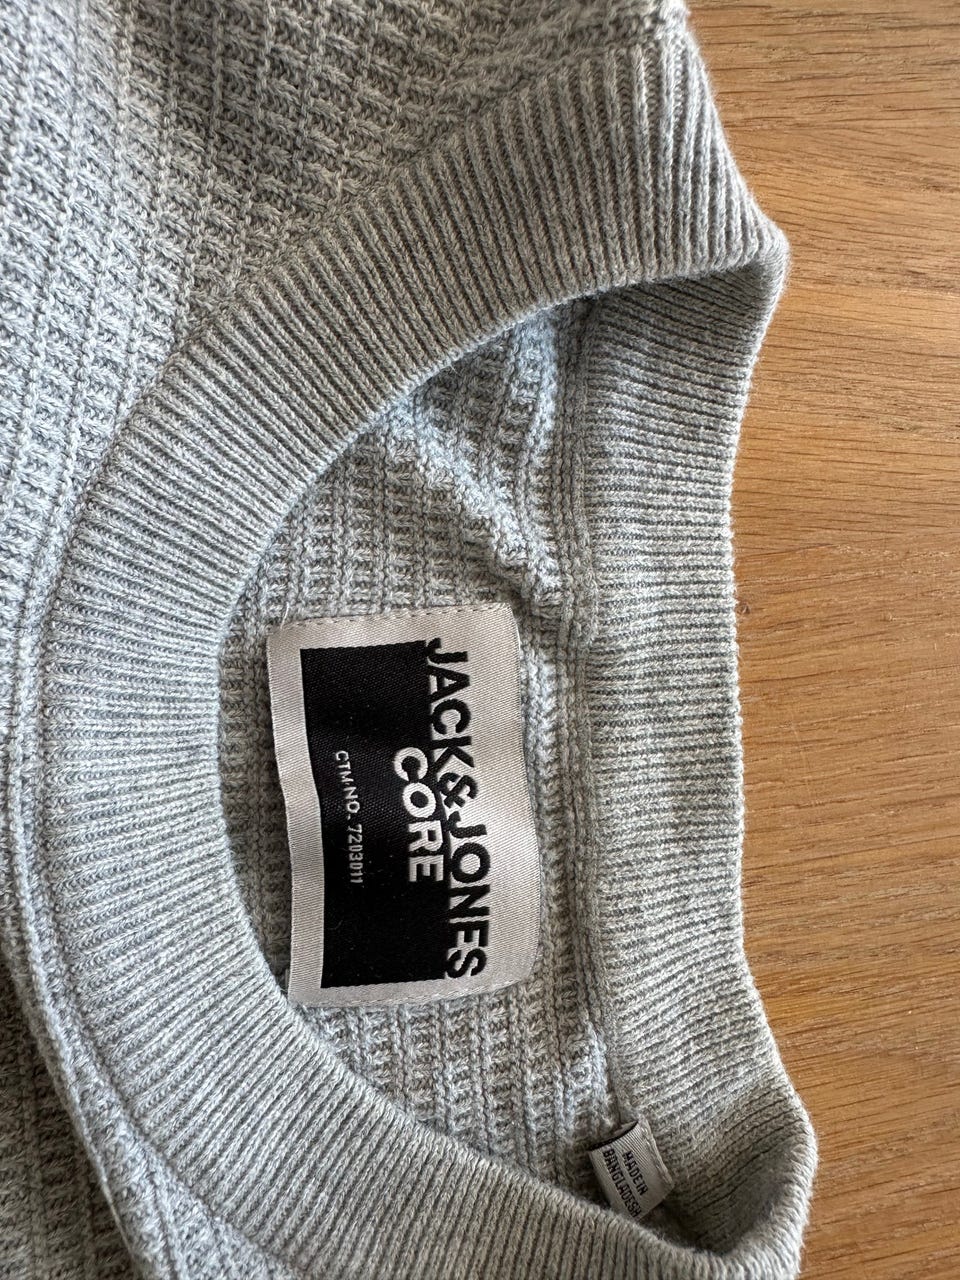 JACK&JONES
CORE
CTM NO. 7203011
MADE IN
BANGLADESH